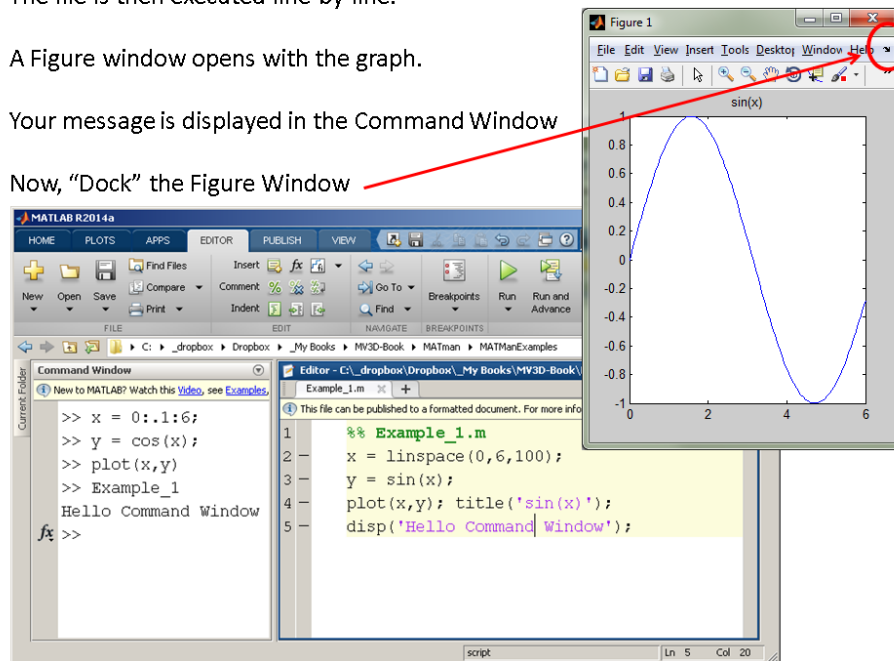 The file is then executed line-by-line.
A Figure window opens with the graph.
Your message is displayed in the Command Window
Now, "Dock" the Figure Window
Figure 1
File Edit View Insert Tools Desktop Window Help
sin(x)
1
0.8
0.6
0.4
0.2
0
-0.2
-0.4
-0.6
-0.8
-1
0 2 4 6
MATLAB R2014a
HOME PLOTS APPS EDITOR PUBLISH VIEW
New Open Save
Find Files
Compare
Print
FILE
Insert fx
Comment %
Indent
EDIT
Go To
Find
NAVIGATE
Breakpoints
BREAKPOINTS
Run Run and
Advance
C: _dropbox Dropbox _My Books MV3D-Book MATman MATManExamples
Current Folder
Command Window
New to MATLAB? Watch this Video, see Examples,
>> x = 0:.1:6;
>> y = cos(x);
>> plot(x,y)
>> Example_1
Hello Command Window
fx >>
Editor - C:\_dropbox\Dropbox\_My Books\MV3D-Book\
Example_1.m
This file can be published to a formatted document. For more info
1 %% Example_1.m
2 – x = linspace(0,6,100);
3 – y = sin(x);
4 – plot(x,y); title('sin(x)');
5 – disp('Hello Command Window');
script Ln 5 Col 20